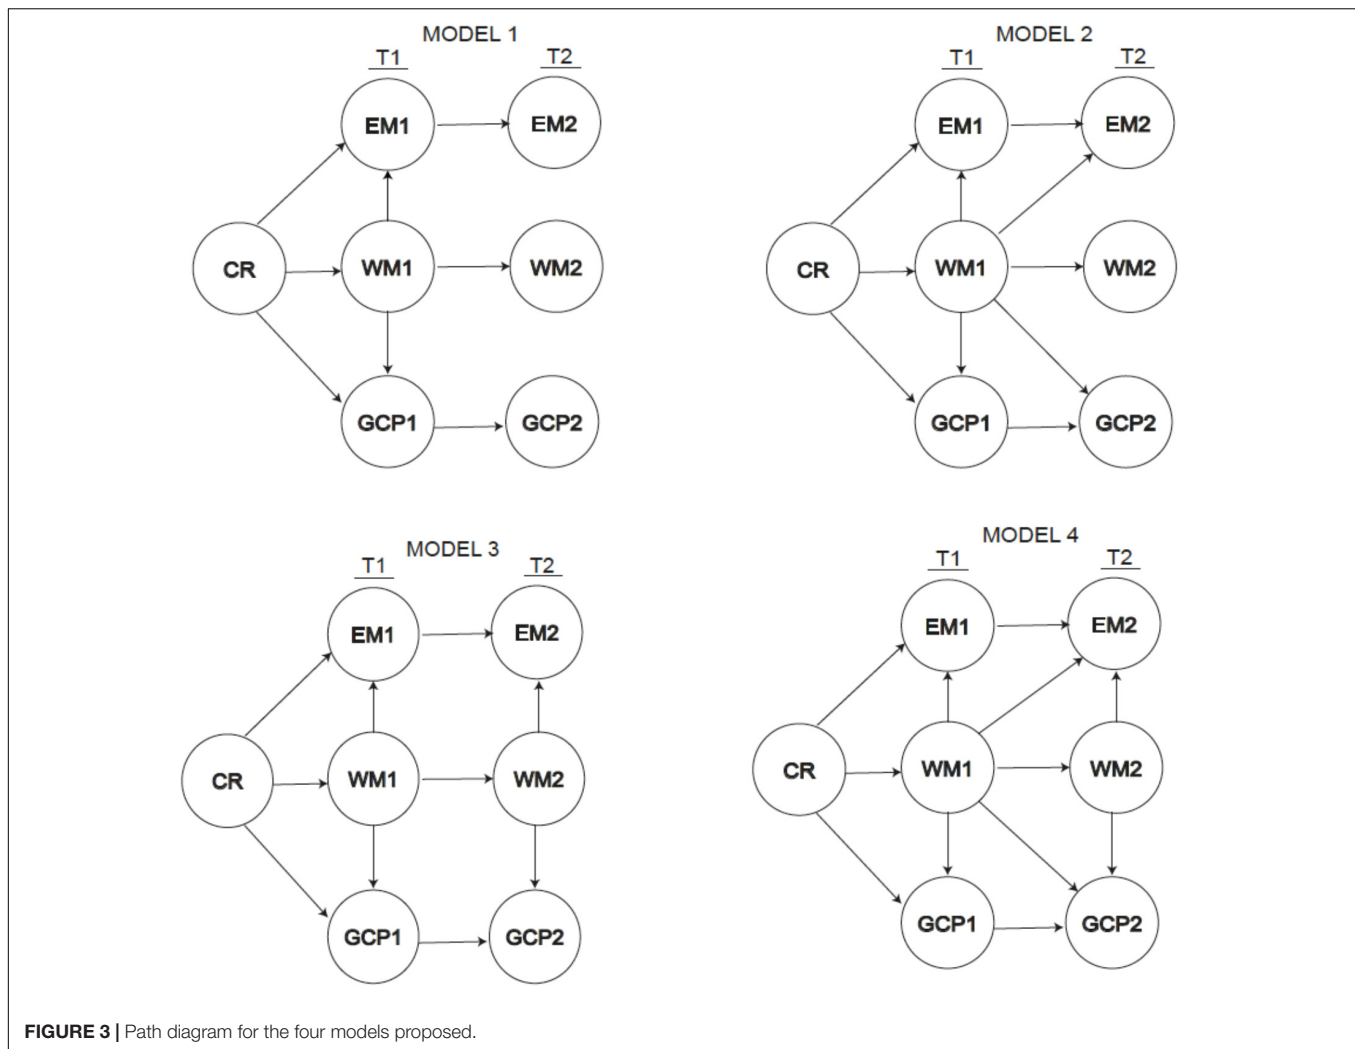 MODEL 1
T1 T2
EM1 EM2
CR WM1 WM2
GCP1 GCP2
MODEL 2
T1 T2
EM1 EM2
CR WM1 WM2
GCP1 GCP2
MODEL 3
T1 T2
EM1 EM2
CR WM1 WM2
GCP1 GCP2
MODEL 4
T1 T2
EM1 EM2
CR WM1 WM2
GCP1 GCP2
FIGURE 3 | Path diagram for the four models proposed.